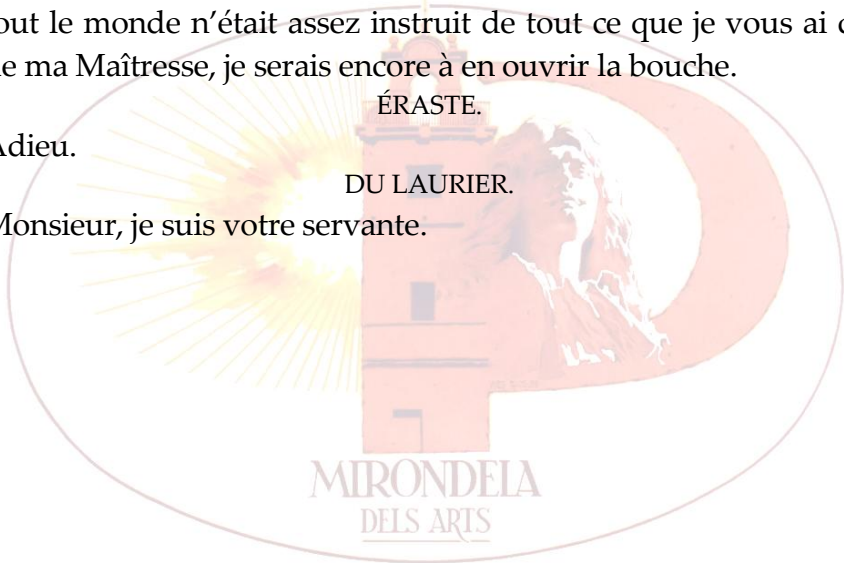 out le monde n’était assez instruit de tout ce que je vous ai
ma Maîtresse, je serais encore à en ouvrir la bouche.
ÉRASTE.
Adieu.
DU LAURIER.
Monsieur, je suis votre servante.
MIRONDELA
DELS ARTS